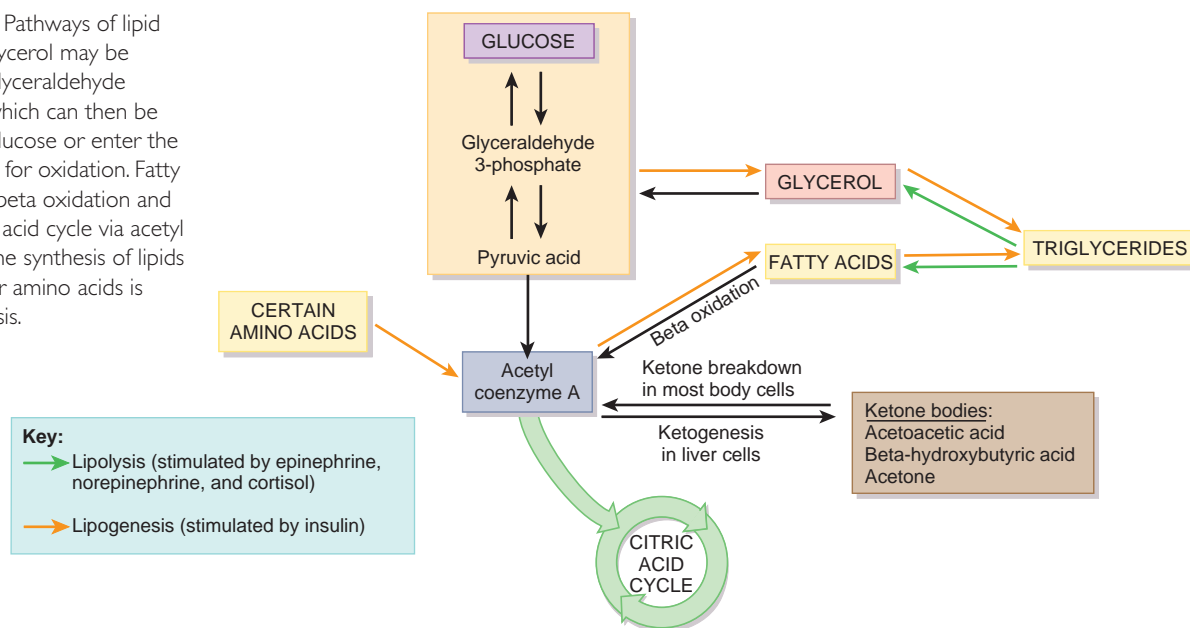 Pathways of lipid
ycerol may be
lyceraldehyde
which can then be
lucose or enter the
for oxidation. Fatty
beta oxidation and
acid cycle via acetyl
ne synthesis of lipids
r amino acids is
sis.
GLUCOSE
Glyceraldehyde
3-phosphate
Pyruvic acid
GLYCEROL
TRIGLYCERIDES
FATTY ACIDS
Beta oxidation
CERTAIN
AMINO ACIDS
Acetyl
coenzyme A
Ketone breakdown
in most body cells
Ketogenesis
in liver cells
Ketone bodies:
Acetoacetic acid
Beta-hydroxybutyric acid
Acetone
Key:
Lipolysis (stimulated by epinephrine,
norepinephrine, and cortisol)
Lipogenesis (stimulated by insulin)
CITRIC
ACID
CYCLE